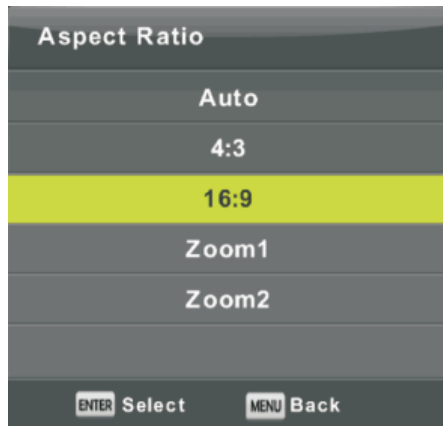 Aspect Ratio
Auto
4:3
16:9
Zoom1
Zoom2
ENTER Select MENU Back